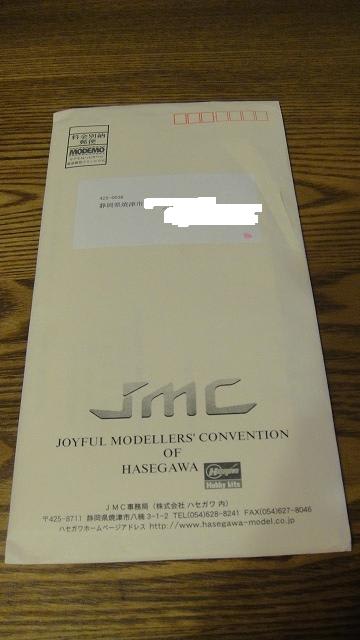 料金別納
郵便
MODEMO
425-0036
静岡県焼津市
JMC
JOYFUL MODELLERS' CONVENTION
OF
HASEGAWA
Hasegawa
Hobby kits
JMC事務局 (株式会社 ハセガワ 内)
〒425-8711 静岡県焼津市八楠3-1-2 TEL(054)628-8241 FAX(054)627-8046
ハセガワホームページアドレス http://www.hasegawa-model.co.jp